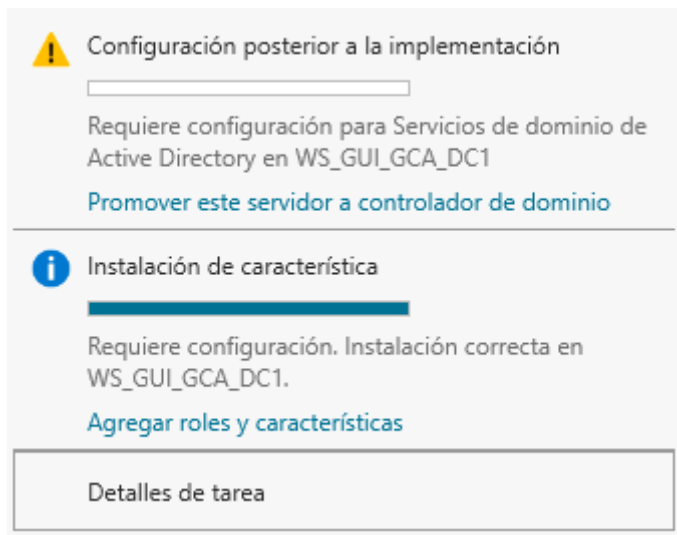 Configuración posterior a la implementación
Requiere configuración para Servicios de dominio de
Active Directory en WS_GUI_GCA_DC1
Promover este servidor a controlador de dominio
Instalación de característica
Requiere configuración. Instalación correcta en
WS_GUI_GCA_DC1.
Agregar roles y características
Detalles de tarea